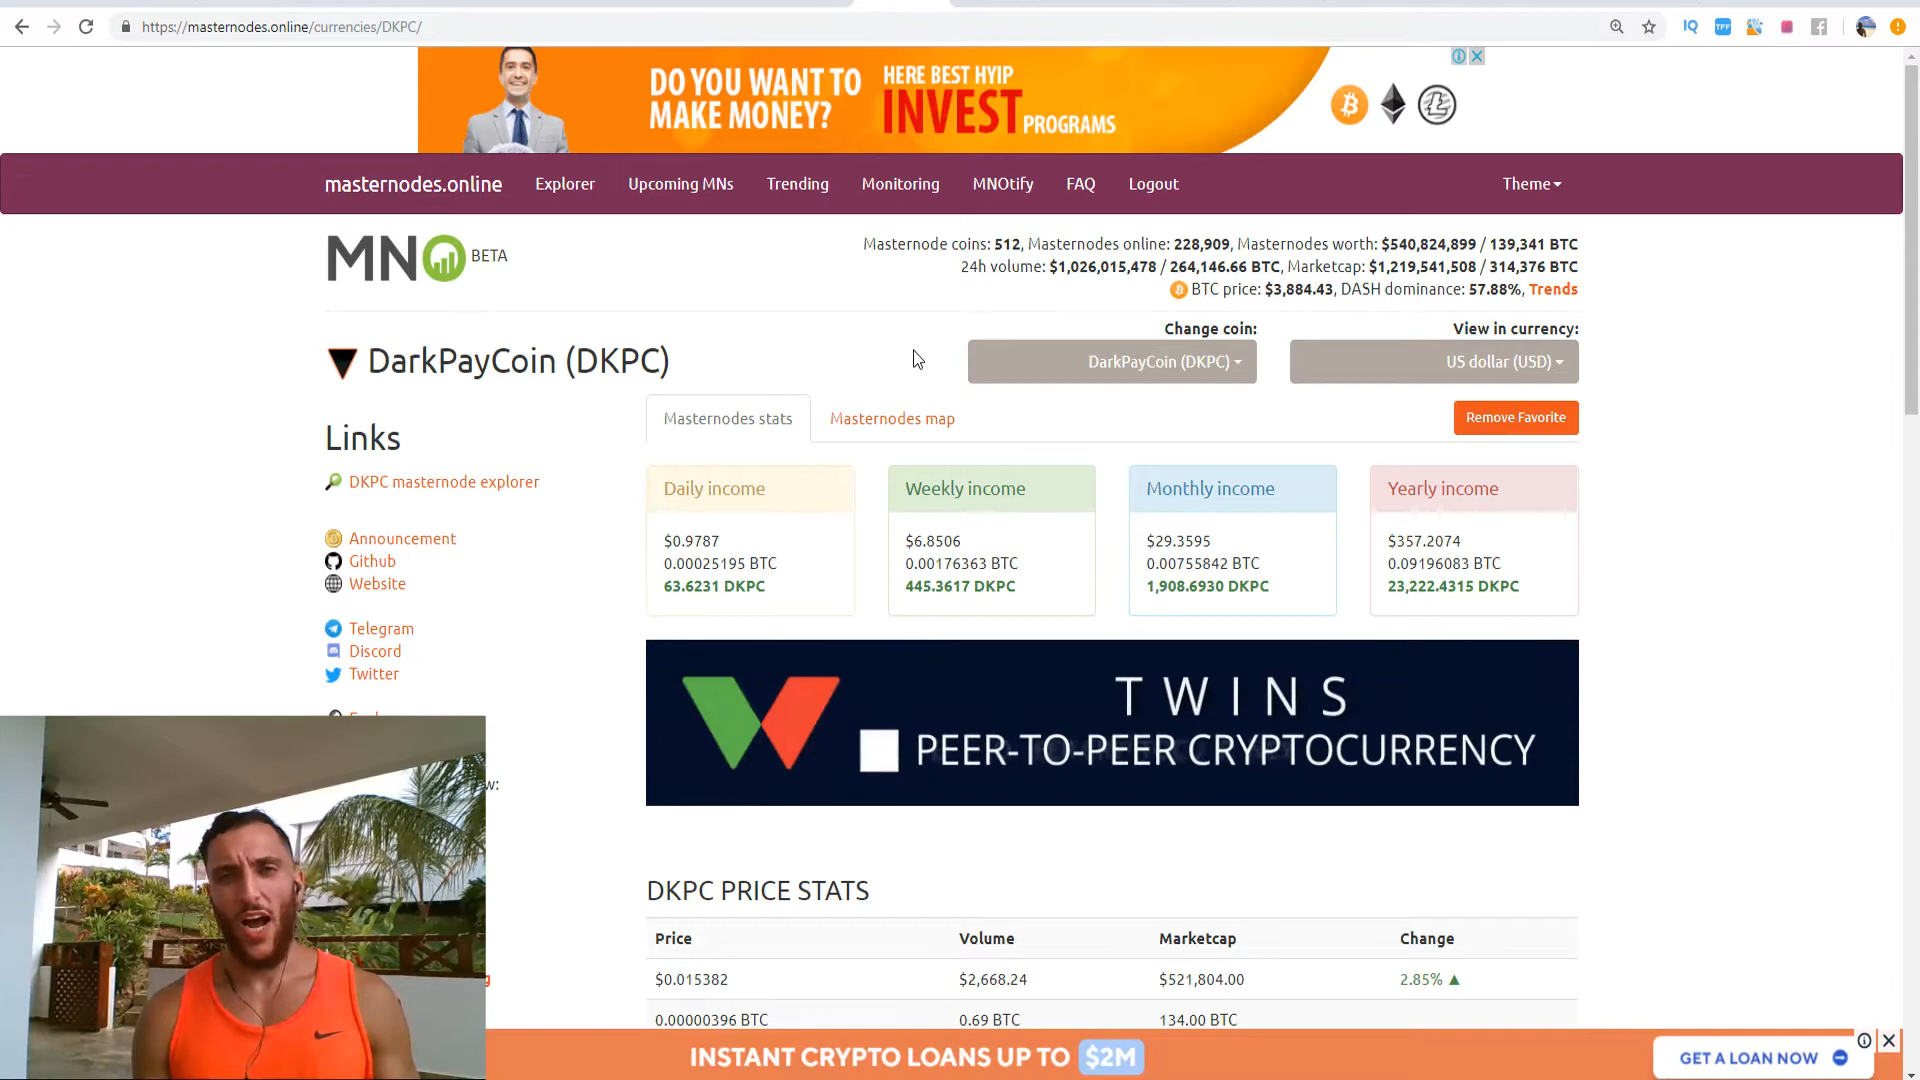 https://masternodes.online/currencies/DKPC/
IQ
TFF
DO YOU WANT TO
MAKE MONEY?
HERE BEST HYIP
INVEST PROGRAMS
masternodes.online Explorer Upcoming MNs Trending Monitoring MNOtify FAQ Logout Theme
MNO BETA
Masternode coins: 512, Masternodes online: 228,909, Masternodes worth: $540,824,899 / 139,341 BTC
24h volume: $1,026,015,478 / 264,146.66 BTC, Marketcap: $1,219,541,508 / 314,376 BTC
BTC price: $3,884.43, DASH dominance: 57.88%, Trends
Change coin: View in currency:
DarkPayCoin (DKPC) DarkPayCoin (DKPC) US dollar (USD)
Masternodes stats Masternodes map Remove Favorite
Links
DKPC masternode explorer
Announcement
Github
Website
Telegram
Discord
Twitter
Daily income Weekly income Monthly income Yearly income
$0.9787 $6.8506 $29.3595 $357.2074
0.00025195 BTC 0.00176363 BTC 0.00755842 BTC 0.09196083 BTC
63.6231 DKPC 445.3617 DKPC 1,908.6930 DKPC 23,222.4315 DKPC
TWINS
PEER-TO-PEER CRYPTOCURRENCY
DKPC PRICE STATS
Price Volume Marketcap Change
$0.015382 $2,668.24 $521,804.00 2.85% ▲
0.00000396 BTC 0.69 BTC 134.00 BTC
INSTANT CRYPTO LOANS UP TO $2M
GET A LOAN NOW